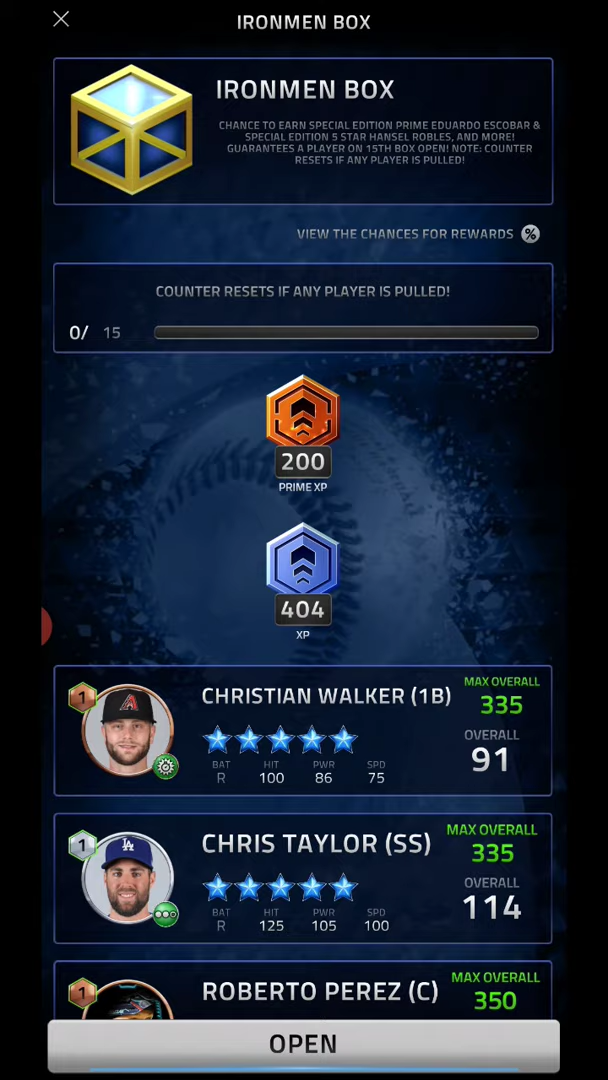 IRONMEN BOX
IRONMEN BOX
CHANCE TO EARN SPECIAL EDITION PRIME EDUARDO ESCOBAR &
SPECIAL EDITION 5 STAR HANSEL ROBLES, AND MORE!
GUARANTEES A PLAYER ON 15TH BOX OPEN! NOTE: COUNTER
RESETS IF ANY PLAYER IS PULLED!
VIEW THE CHANCES FOR REWARDS %
COUNTER RESETS IF ANY PLAYER IS PULLED!
0/ 15
200
PRIME XP
404
XP
1
CHRISTIAN WALKER (1B)
MAX OVERALL
335
OVERALL
91
BAT HIT PWR SPD
R 100 86 75
1
CHRIS TAYLOR (SS)
MAX OVERALL
335
OVERALL
114
BAT HIT PWR SPD
R 125 105 100
1
ROBERTO PEREZ (C)
MAX OVERALL
350
OPEN